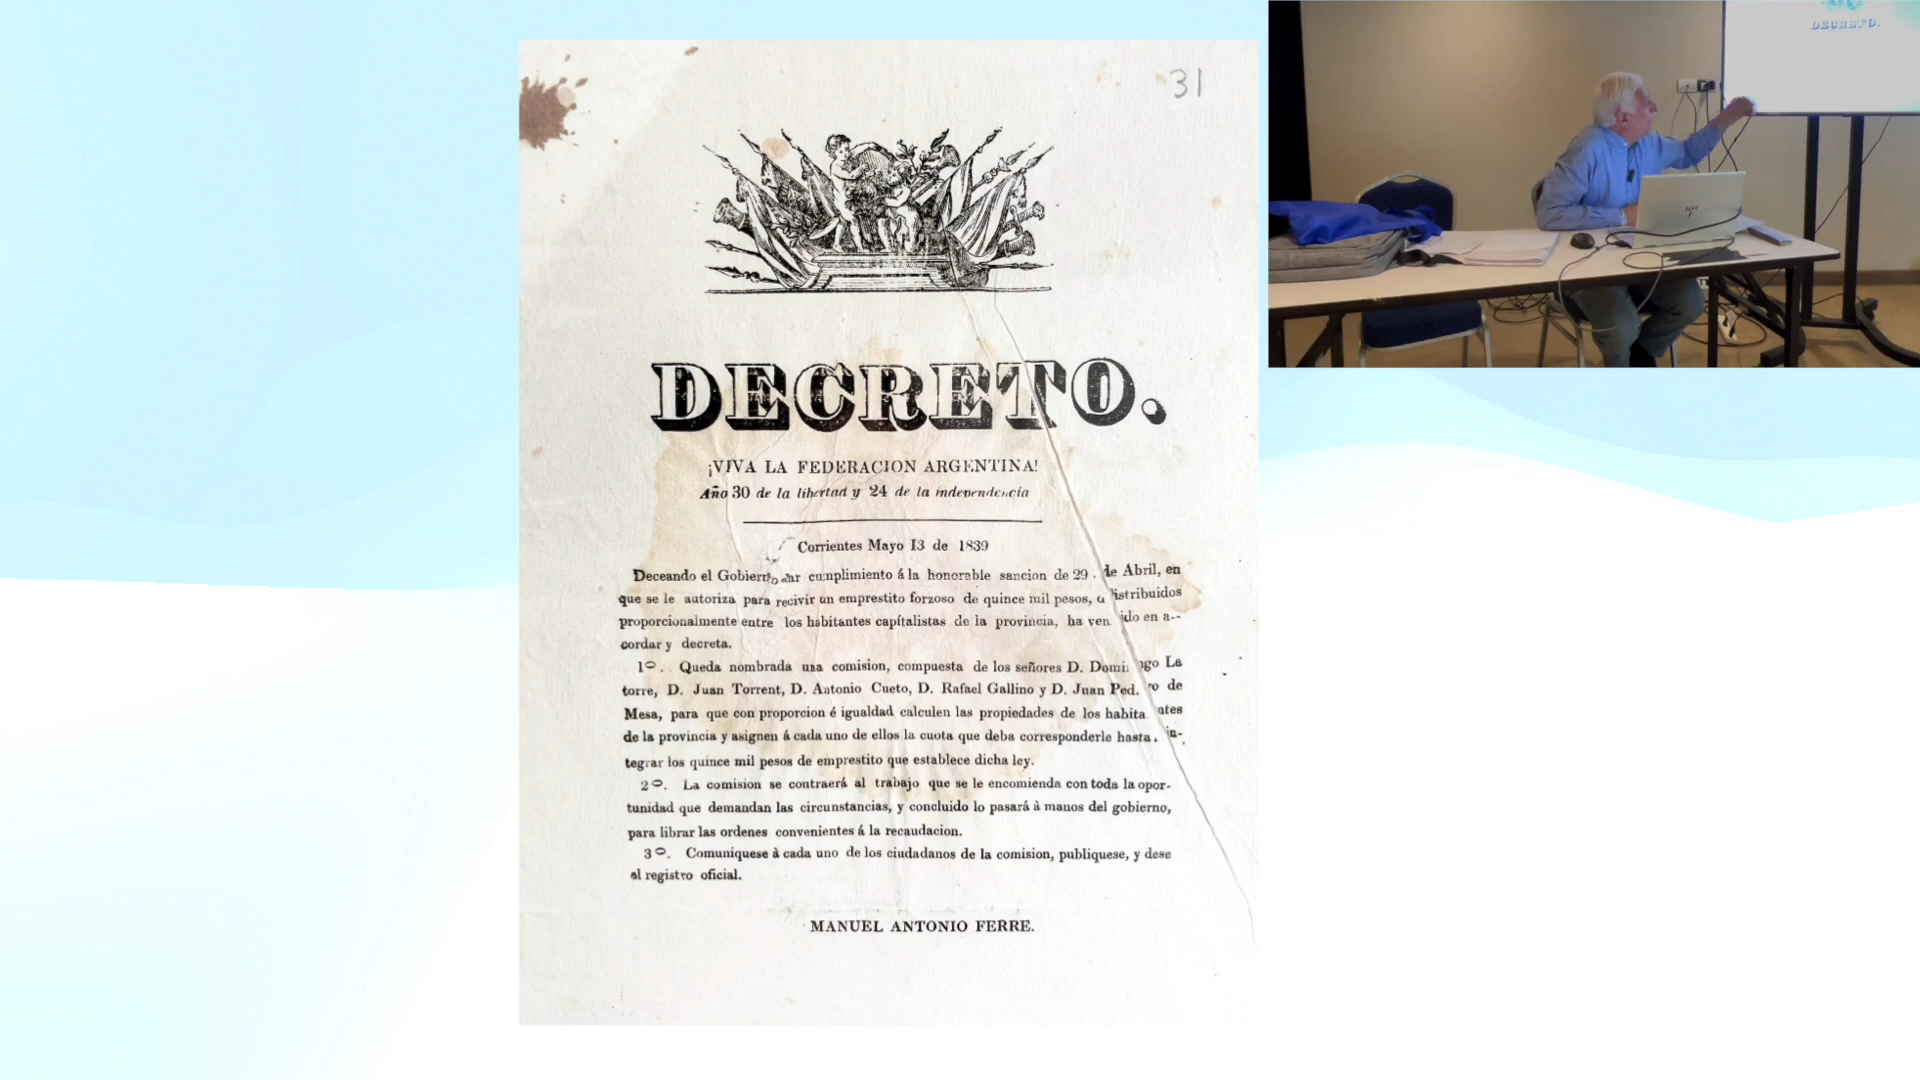 31
DECRETO.
¡VIVA LA FEDERACION ARGENTINA!
Año 30 de la libertad y 24 de la independencia
Corrientes Mayo 13 de 1839
Deceando el Gobierno dar cumplimiento á la honorable sancion de 29 de Abril, en
que se le autoriza para recivir un emprestito forzoso de quince mil pesos, distribuidos
proporcionalmente entre los habitantes capitalistas de la provincia, ha venido en a--
cordar y decreta.
1º. Queda nombrada una comision, compuesta de los señores D. Domingo La
torre, D. Juan Torrent, D. Antonio Cueto, D. Rafael Gallino y D. Juan Pedro de
Mesa, para que con proporcion é igualdad calculen las propiedades de los habitantes
de la provincia y asignen á cada uno de ellos la cuota que deba corresponderle hasta in-
tegrar los quince mil pesos de emprestito que establece dicha ley.
2º. La comision se contraerá al trabajo que se le encomienda con toda la opor-
tunidad que demandan las circunstancias, y concluido lo pasará à manos del gobierno,
para librar las ordenes convenientes á la recaudacion.
3º. Comuniquese à cada uno de los ciudadanos de la comision, publiquese, y dese
al registro oficial.
MANUEL ANTONIO FERRE.
DECRETO.